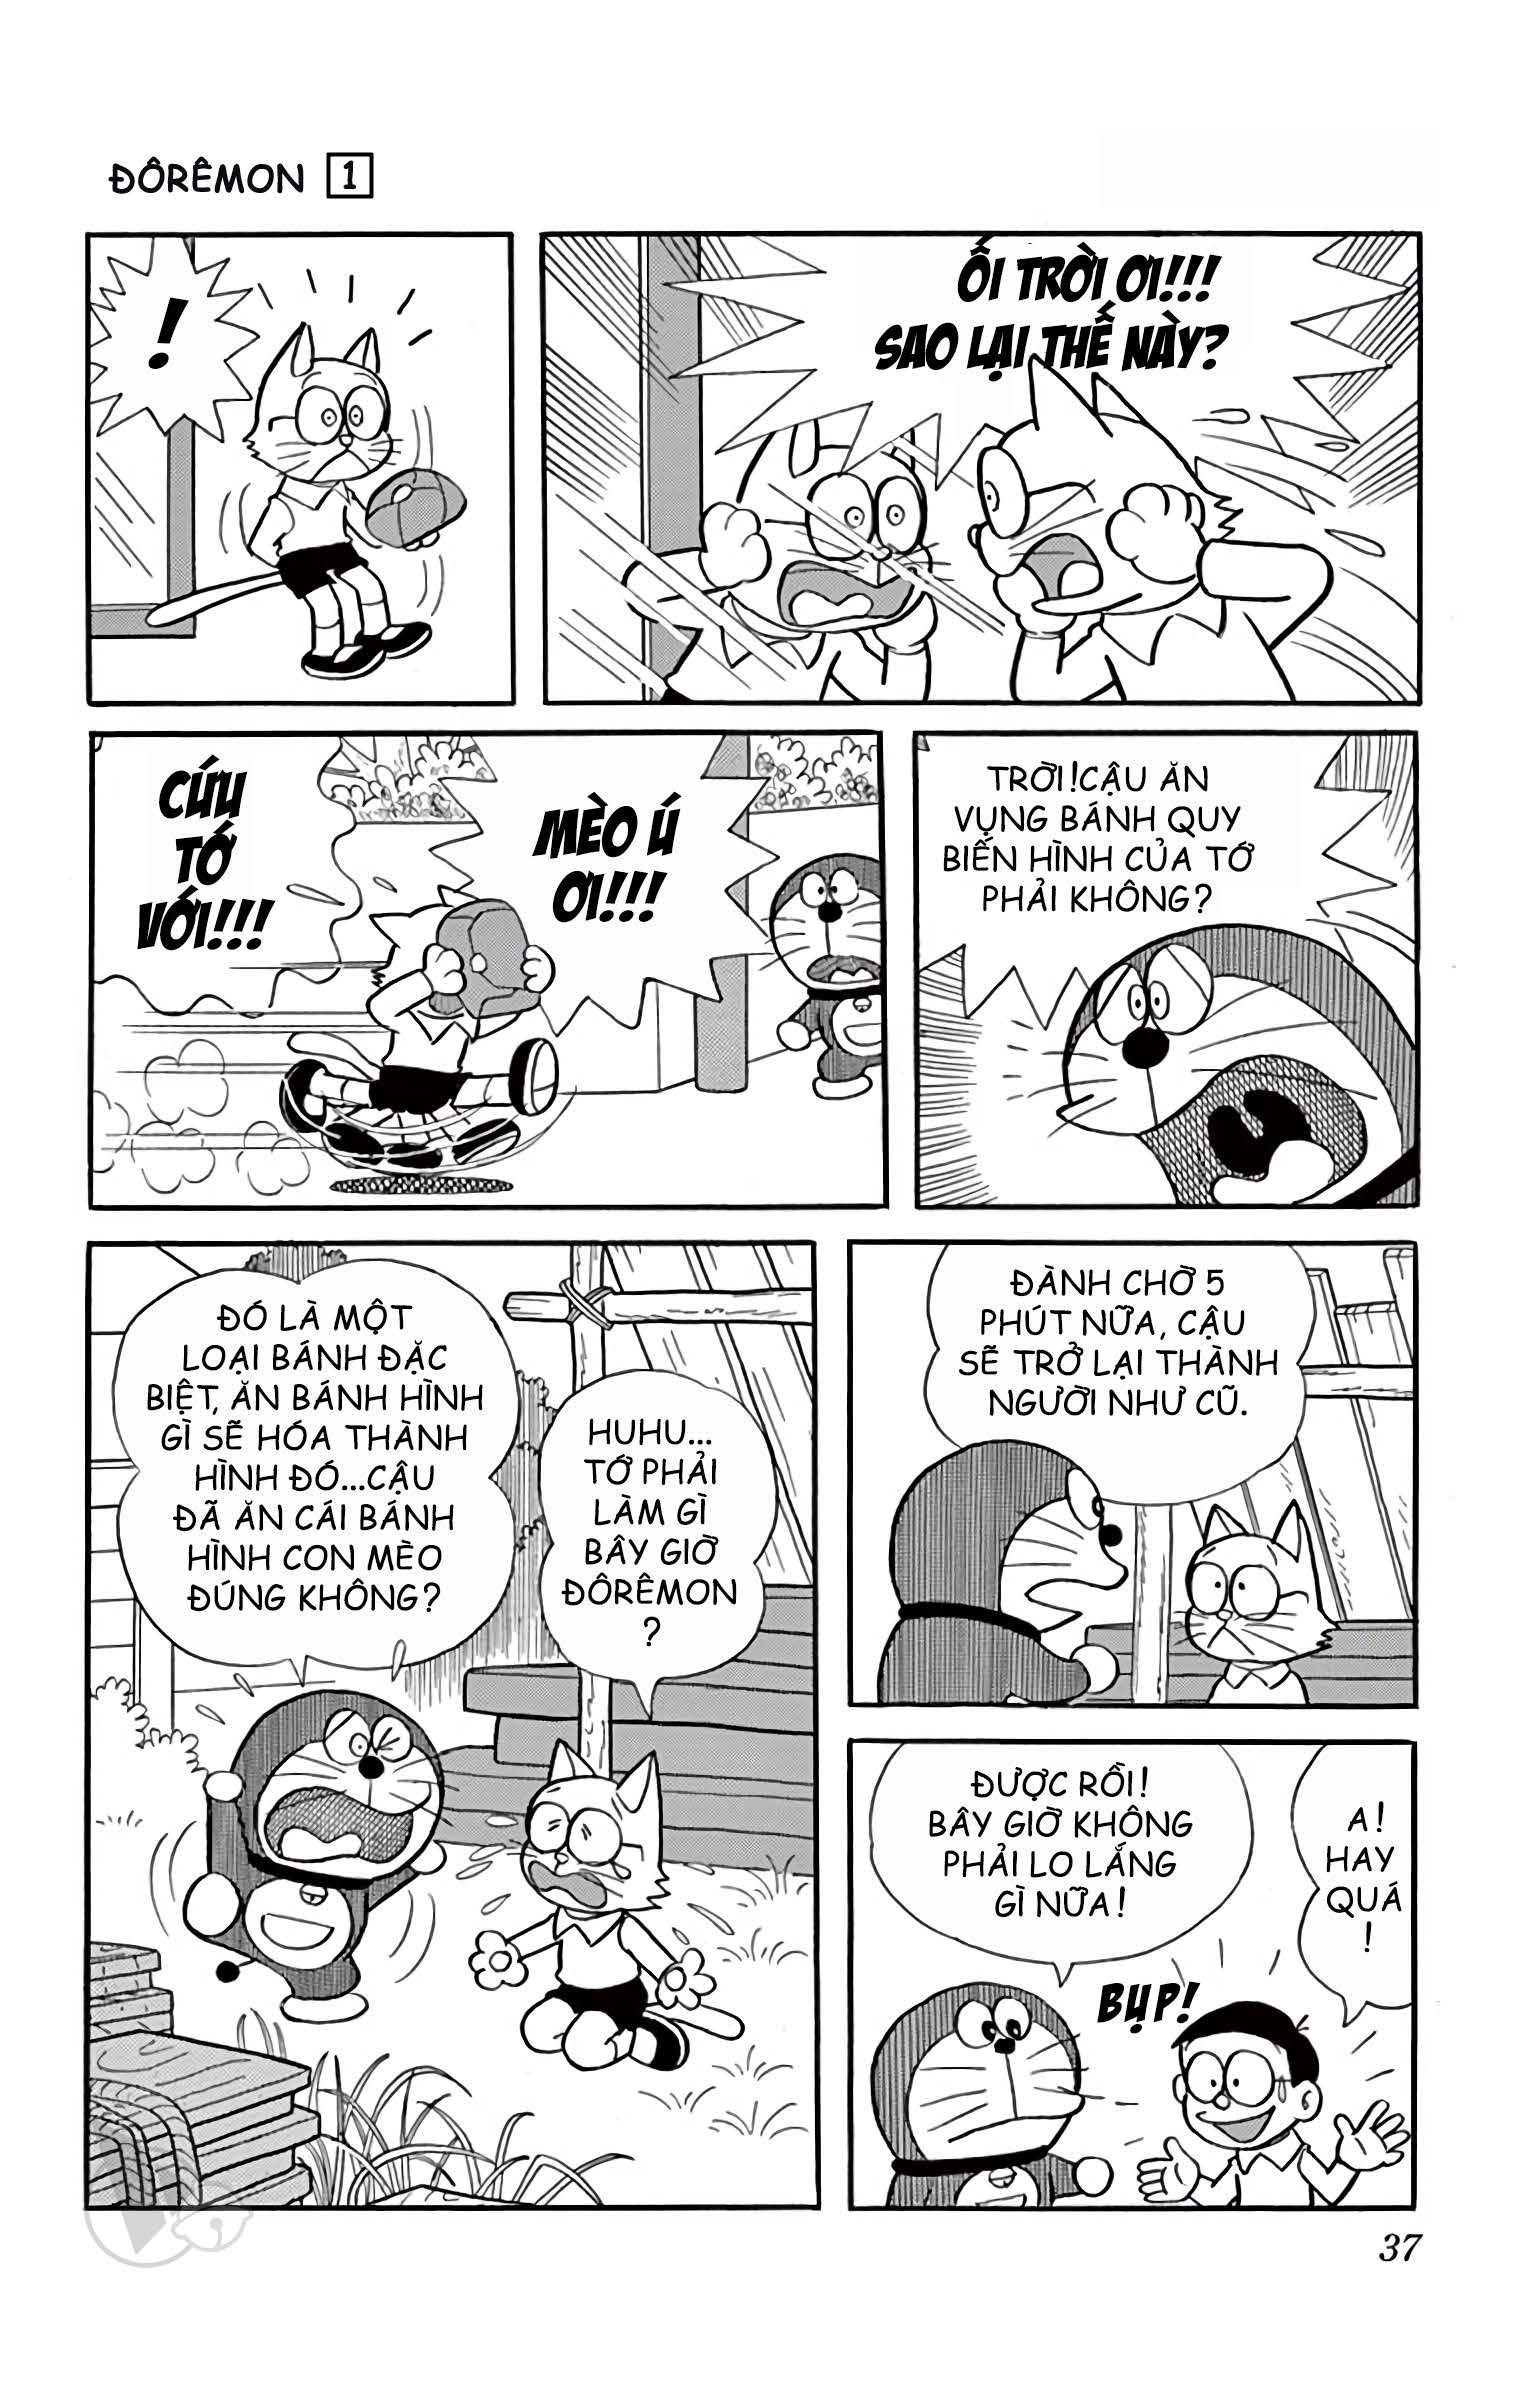 ĐÔRÊMON 1
!
ỐI TRỜI ƠI!!!
SAO LẠI THẾ NÀY?
CỨU
TỚ
VỚI!!!
MÈO Ú
ƠI!!!
TRỜI!CẬU ĂN
VỤNG BÁNH QUY
BIẾN HÌNH CỦA TỚ
PHẢI KHÔNG?
ĐÓ LÀ MỘT
LOẠI BÁNH ĐẶC
BIỆT, ĂN BÁNH HÌNH
GÌ SẼ HÓA THÀNH
HÌNH ĐÓ...CẬU
ĐÃ ĂN CÁI BÁNH
HÌNH CON MÈO
ĐÚNG KHÔNG?
HUHU...
TỚ PHẢI
LÀM GÌ
BÂY GIỜ
ĐÔRÊMON
?
ĐÀNH CHỜ 5
PHÚT NỮA, CẬU
SẼ TRỞ LẠI THÀNH
NGƯỜI NHƯ CŨ.
ĐƯỢC RỒI!
BÂY GIỜ KHÔNG
PHẢI LO LẮNG
GÌ NỮA!
BỤP!
A!
HAY
QUÁ
!
37